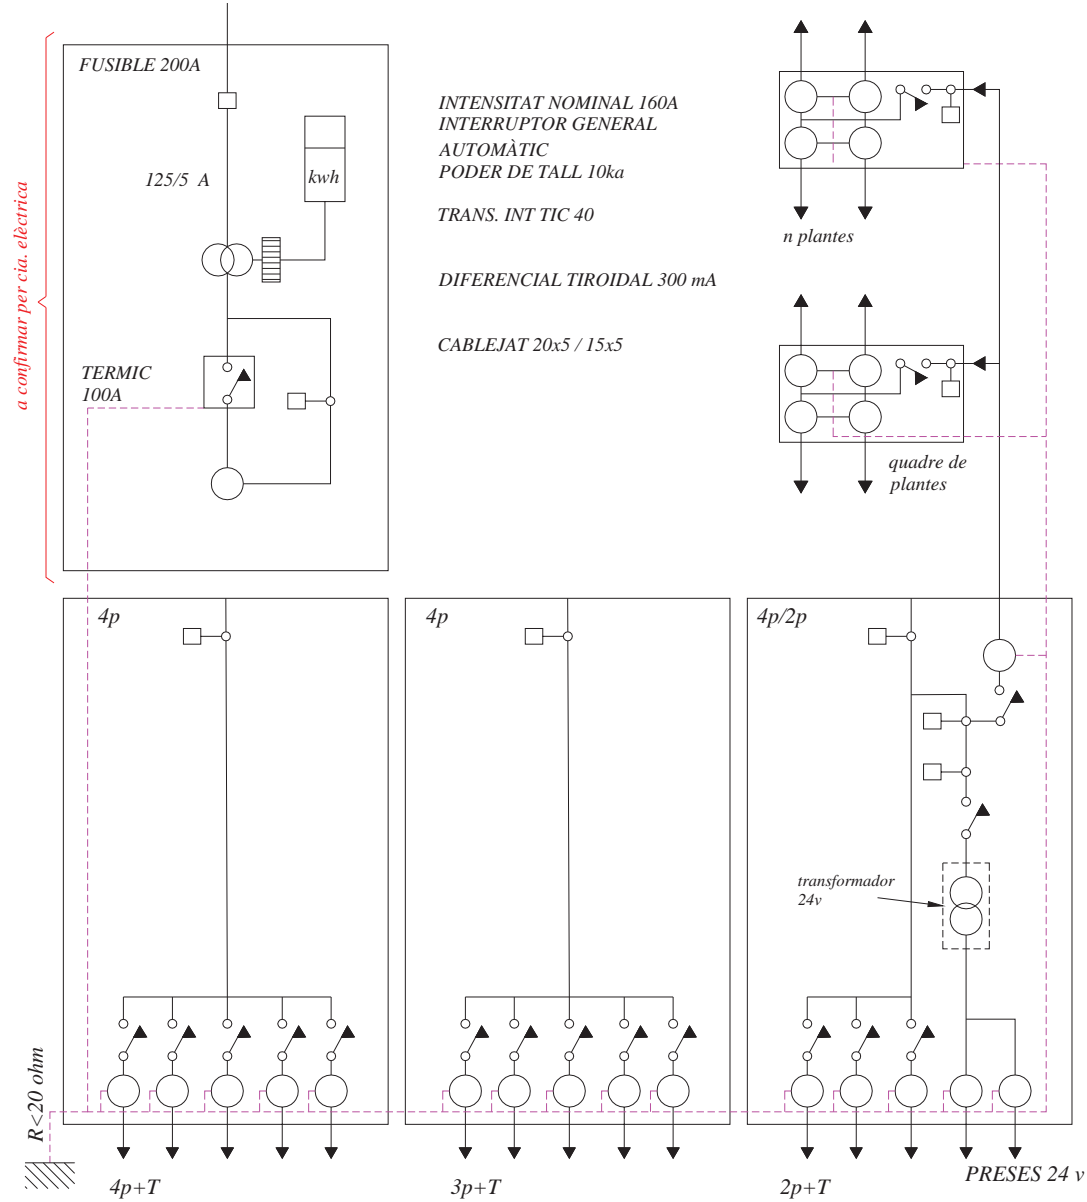 a confirmar per cia. elèctrica
FUSIBLE 200A
kwh
125/5 A
TERMIC
100A
INTENSITAT NOMINAL 160A
INTERRUPTOR GENERAL
AUTOMÀTIC
PODER DE TALL 10ka
TRANS. INT TIC 40
DIFERENCIAL TIROIDAL 300 mA
CABLEJAT 20x5 / 15x5
n plantes
quadre de
plantes
4p
4p
4p/2p
transformador
24v
R<20 ohm
4p+T
3p+T
2p+T
PRESES 24 v